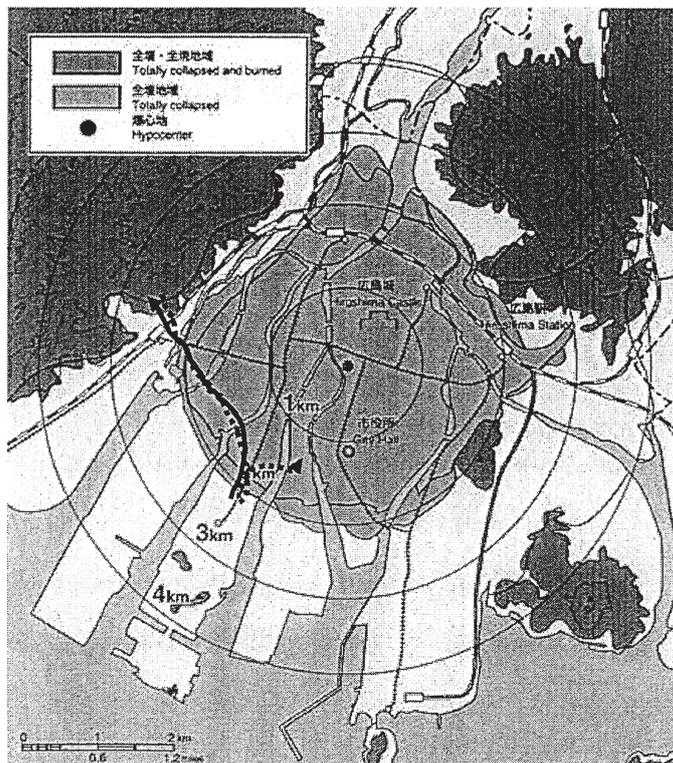 全壊・全焼地域
Totally collapsed and burned
全壊地域
Totally collapsed
爆心地
Hypocenter
広島城
Hiroshima Castle
広島駅
Hiroshima Station
1km
市役所
City Hall
km
3km
4km
0 1 2 km
0.6 1.2 miles